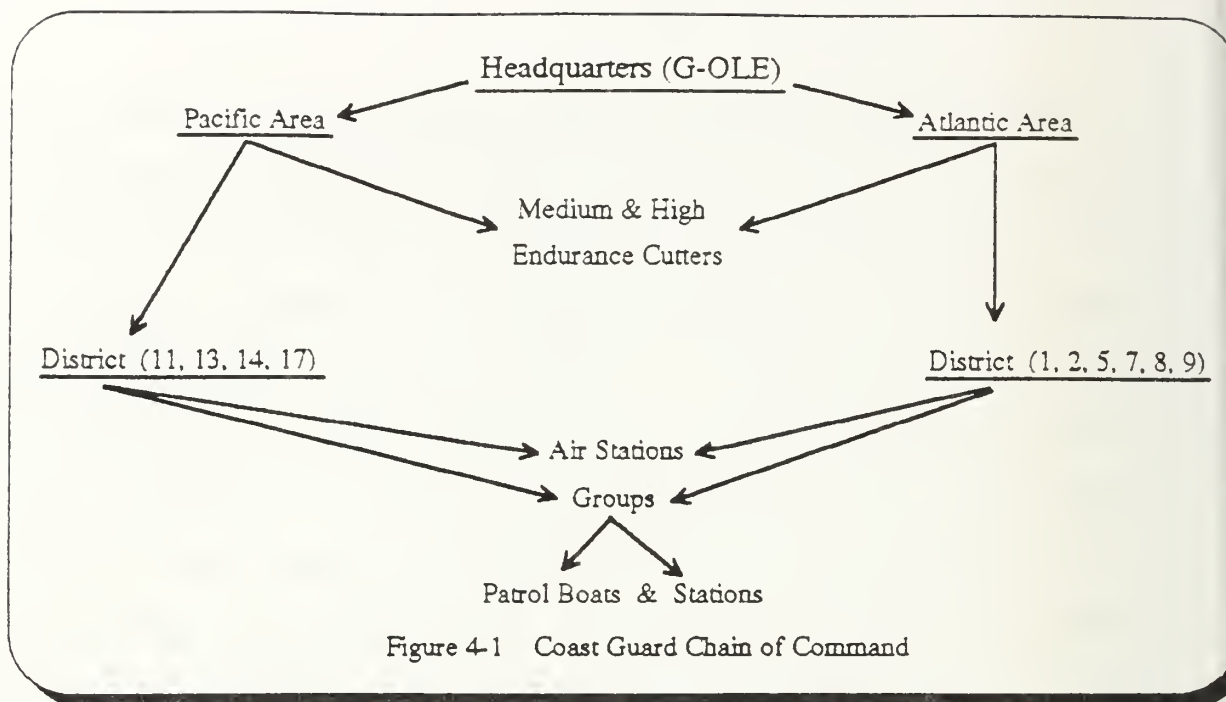 Headquarters (G-OLE)
Pacific Area
Atlantic Area
Medium & High
Endurance Cutters
District (11, 13, 14, 17)
District (1, 2, 5, 7, 8, 9)
Air Stations
Groups
Patrol Boats & Stations
Figure 4-1 Coast Guard Chain of Command